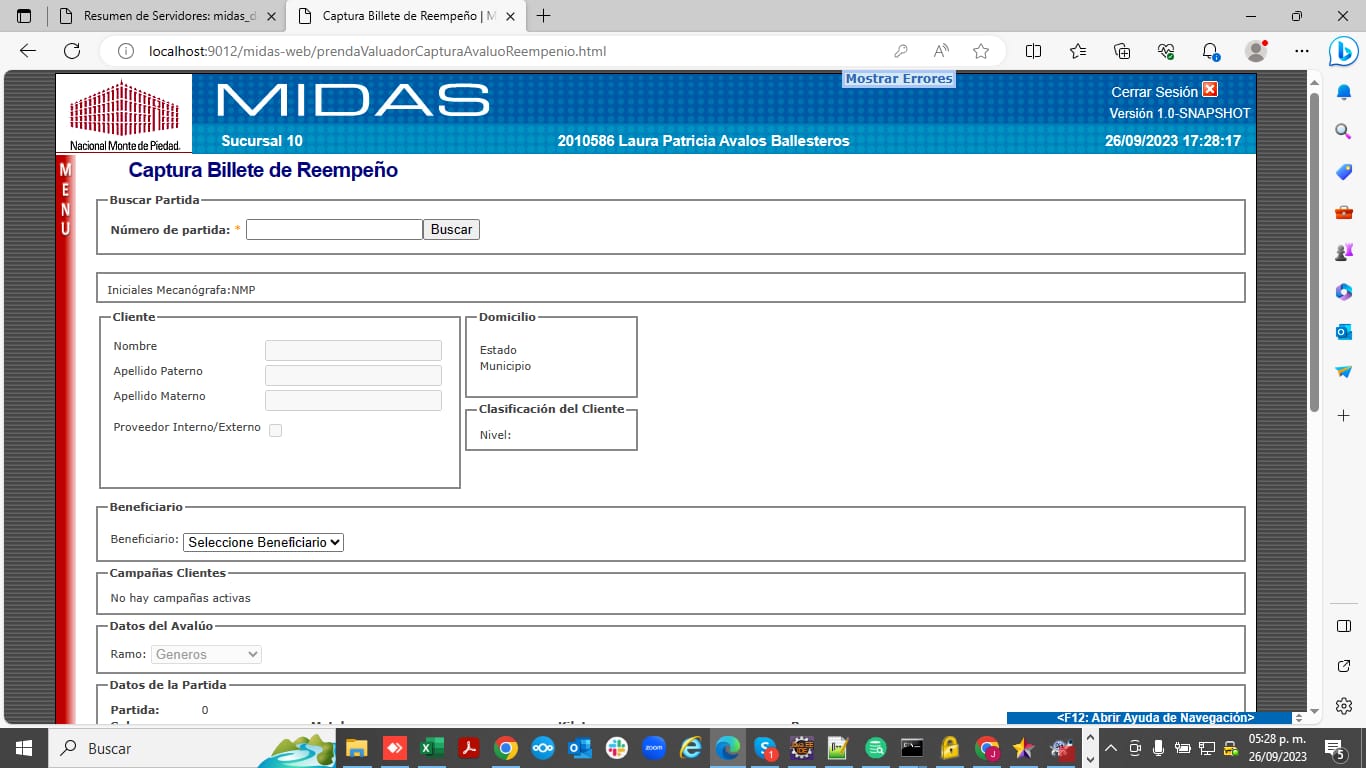 Resumen de Servidores: midas_d
Captura Billete de Reempeño | M
localhost:9012/midas-web/prendaValuadorCapturaAvaluoReempenio.html
Mostrar Errores
Nacional Monte de Piedad.
MIDAS
Cerrar Sesión
Versión 1.0-SNAPSHOT
Sucursal 10
2010586 Laura Patricia Avalos Ballesteros
26/09/2023 17:28:17
MENU
Captura Billete de Reempeño
Buscar Partida
Número de partida: *
Buscar
Iniciales Mecanógrafa:NMP
Cliente
Nombre
Apellido Paterno
Apellido Materno
Proveedor Interno/Externo
Domicilio
Estado
Municipio
Clasificación del Cliente
Nivel:
Beneficiario
Beneficiario: Seleccione Beneficiario
Campañas Clientes
No hay campañas activas
Datos del Avalúo
Ramo: Generos
Datos de la Partida
Partida: 0
<F12: Abrir Ayuda de Navegación>
Buscar
zoom
05:28 p. m.
26/09/2023
5